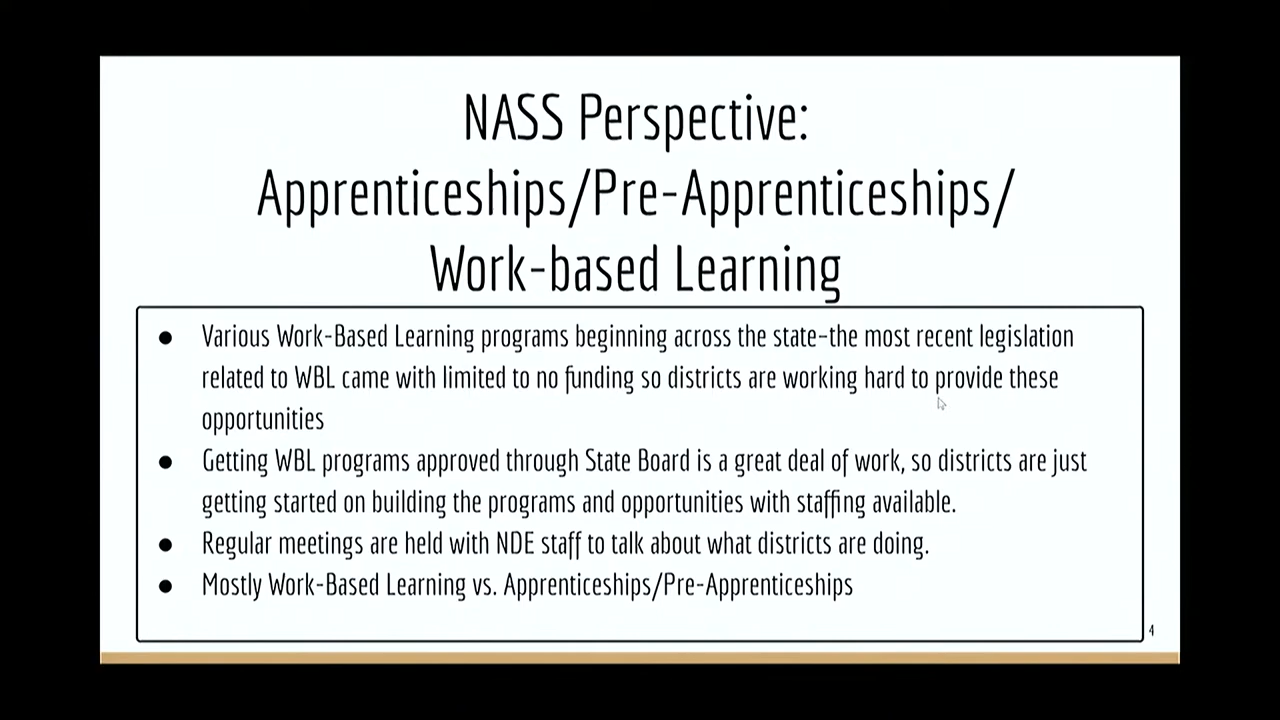 NASS Perspective:
Apprenticeships/Pre-Apprenticeships/
Work-based Learning
● Various Work-Based Learning programs beginning across the state–the most recent legislation
related to WBL came with limited to no funding so districts are working hard to provide these
opportunities
● Getting WBL programs approved through State Board is a great deal of work, so districts are just
getting started on building the programs and opportunities with staffing available.
● Regular meetings are held with NDE staff to talk about what districts are doing.
● Mostly Work-Based Learning vs. Apprenticeships/Pre-Apprenticeships
4